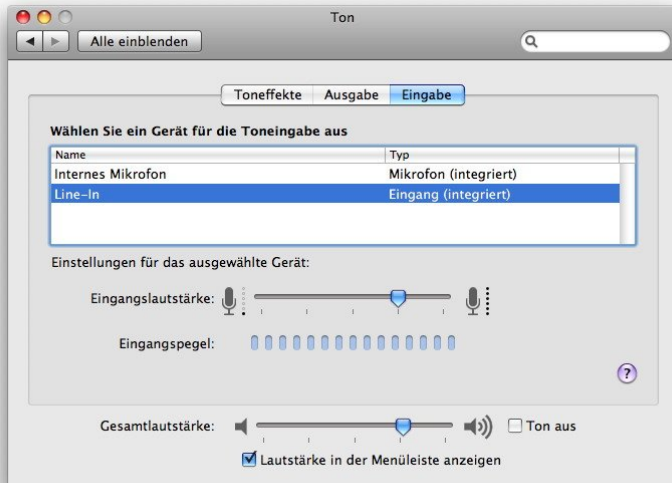 Ton
Alle einblenden
Toneffekte Ausgabe Eingabe
Wählen Sie ein Gerät für die Toneingabe aus
Name Typ
Internes Mikrofon Mikrofon (integriert)
Line-In Eingang (integriert)
Einstellungen für das ausgewählte Gerät:
Eingangslautstärke:
Eingangspegel:
?
Gesamtlautstärke: Ton aus
Lautstärke in der Menüleiste anzeigen